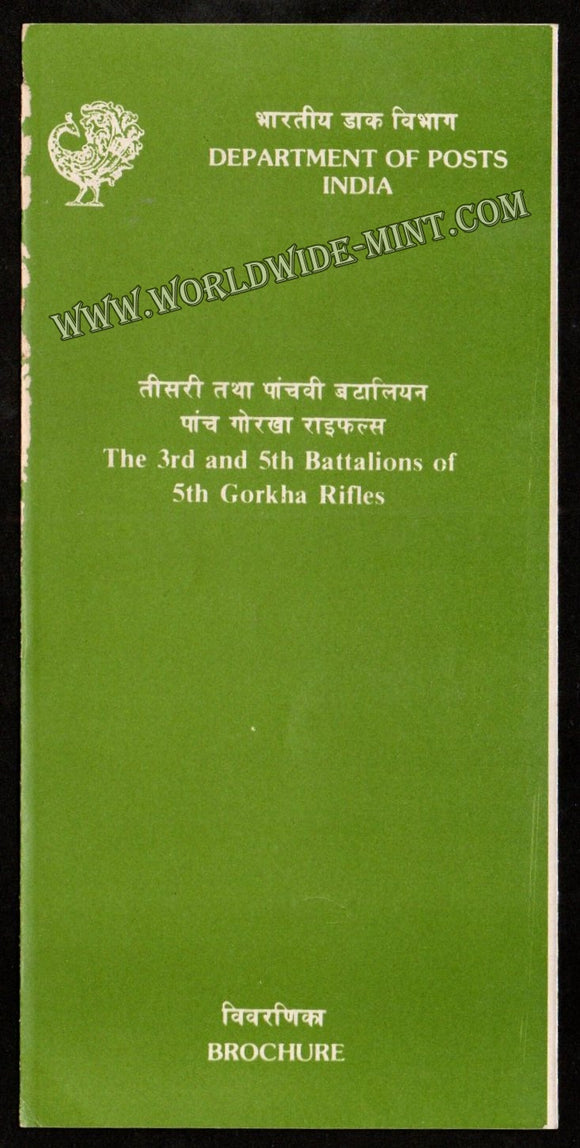 भारतीय डाक विभाग
DEPARTMENT OF POSTS
INDIA
WWW.WORLDWIDE-MINT.COM
तीसरी तथा पांचवी बटालियन
पांच गोरखा राइफल्स
The 3rd and 5th Battalions of
5th Gorkha Rifles
विवरणिका
BROCHURE